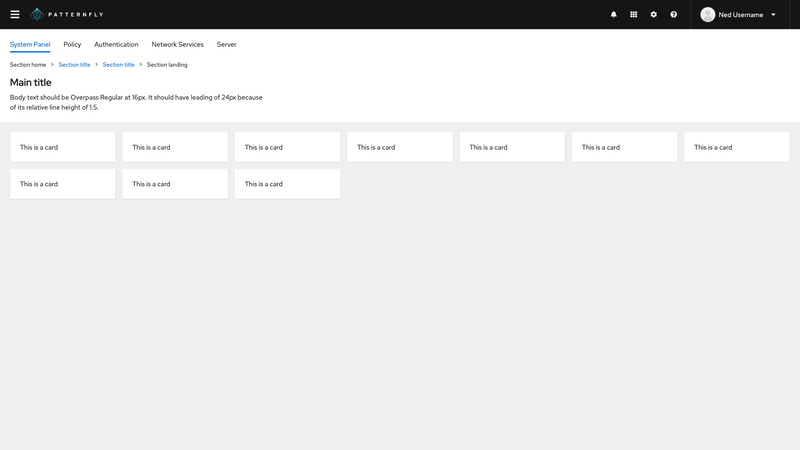 PATTERNFLY
Ned Username
System Panel Policy Authentication Network Services Server
Section home > Section title > Section title > Section landing
Main title
Body text should be Overpass Regular at 16px. It should have leading of 24px because
of its relative line height of 1.5.
This is a card This is a card This is a card This is a card This is a card This is a card This is a card
This is a card This is a card This is a card